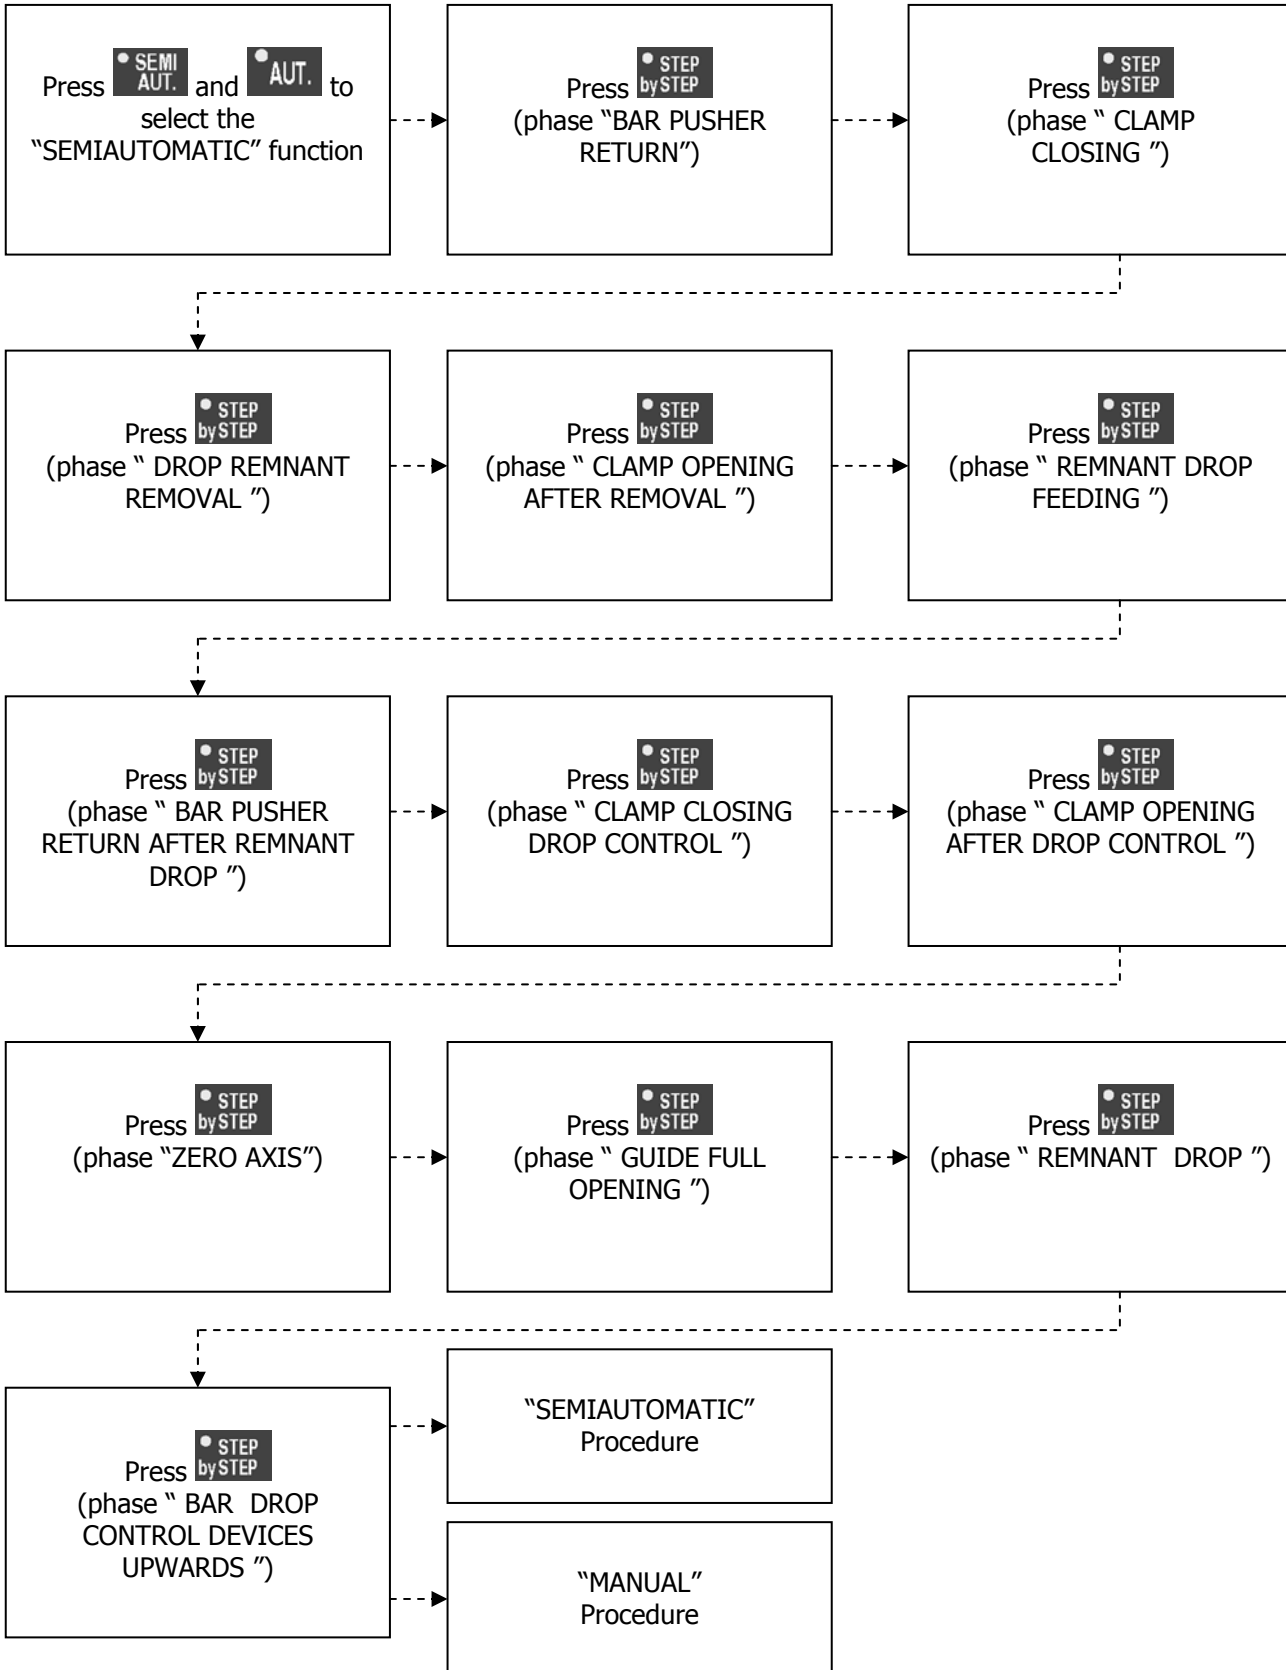 Press SEMI AUT. and AUT. to
select the
“SEMIAUTOMATIC” function
Press STEP by STEP
(phase “BAR PUSHER
RETURN”)
Press STEP by STEP
(phase “ CLAMP
CLOSING ”)
Press STEP by STEP
(phase “ DROP REMNANT
REMOVAL ”)
Press STEP by STEP
(phase “ CLAMP OPENING
AFTER REMOVAL ”)
Press STEP by STEP
(phase “ REMNANT DROP
FEEDING ”)
Press STEP by STEP
(phase “ BAR PUSHER
RETURN AFTER REMNANT
DROP ”)
Press STEP by STEP
(phase “ CLAMP CLOSING
DROP CONTROL ”)
Press STEP by STEP
(phase “ CLAMP OPENING
AFTER DROP CONTROL ”)
Press STEP by STEP
(phase “ZERO AXIS”)
Press STEP by STEP
(phase “ GUIDE FULL
OPENING ”)
Press STEP by STEP
(phase “ REMNANT  DROP ”)
Press STEP by STEP
(phase “ BAR  DROP
CONTROL DEVICES
UPWARDS ”)
“SEMIAUTOMATIC”
Procedure
“MANUAL”
Procedure